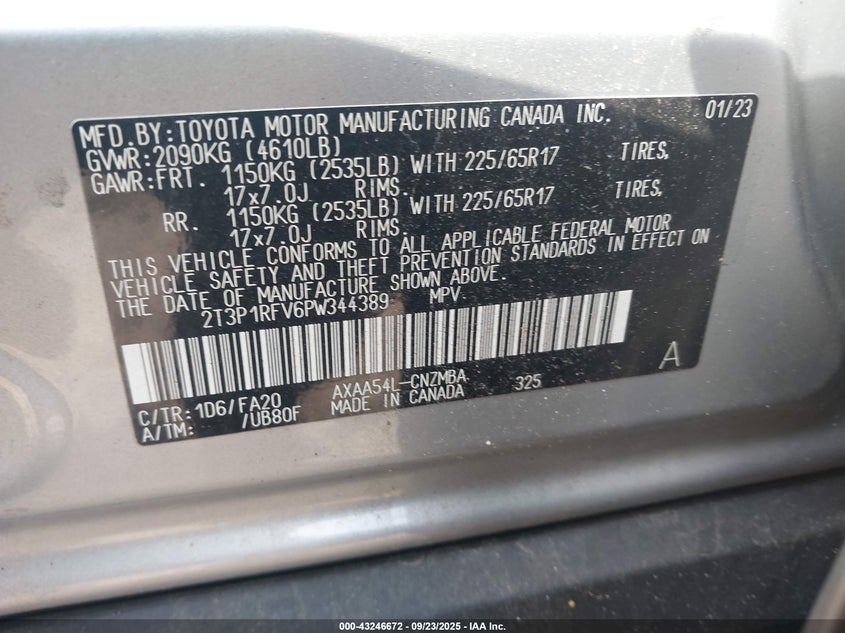 MFD.BY:TOYOTA MOTOR MANUFACTURING CANADA INC. 01/23
GVWR:2090KG (4610LB)
GAWR:FRT. 1150KG (2535LB) WITH 225/65R17 TIRES,
17x7.0J RIMS.
RR. 1150KG (2535LB) WITH 225/65R17 TIRES,
17x7.0J RIMS.
THIS VEHICLE CONFORMS TO ALL APPLICABLE FEDERAL MOTOR
VEHICLE SAFETY AND THEFT PREVENTION STANDARDS IN EFFECT ON
THE DATE OF MANUFACTURE SHOWN ABOVE.
2T3P1RFV6PW344389 MPV
A
C/TR: 1D6/FA20 AXAA54L-CNZMBA 325
A/TM: /UB80F MADE IN CANADA
000-43246672 / 09/23/2025 / IAA Inc.